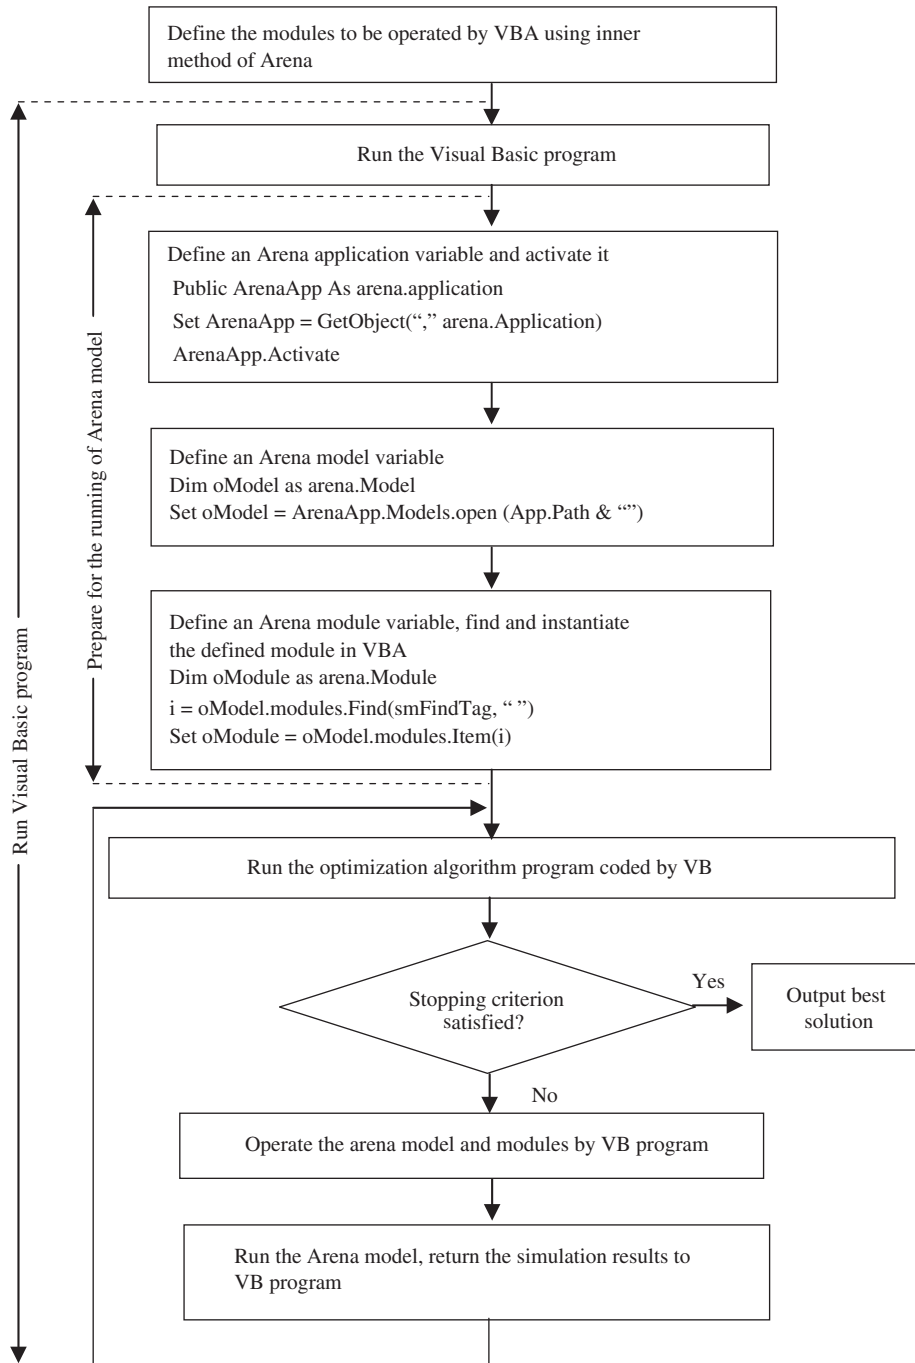 Define the modules to be operated by VBA using inner
method of Arena
Run the Visual Basic program
Define an Arena application variable and activate it
Public ArenaApp As arena.application
Set ArenaApp = GetObject(“,” arena.Application)
ArenaApp.Activate
Define an Arena model variable
Dim oModel as arena.Model
Set oModel = ArenaApp.Models.open (App.Path & “”)
Define an Arena module variable, find and instantiate
the defined module in VBA
Dim oModule as arena.Module
i = oModel.modules.Find(smFindTag, “ ”)
Set oModule = oModel.modules.Item(i)
Prepare for the running of Arena model
Run Visual Basic program
Run the optimization algorithm program coded by VB
Stopping criterion
satisfied?
Yes
Output best
solution
No
Operate the arena model and modules by VB program
Run the Arena model, return the simulation results to
VB program